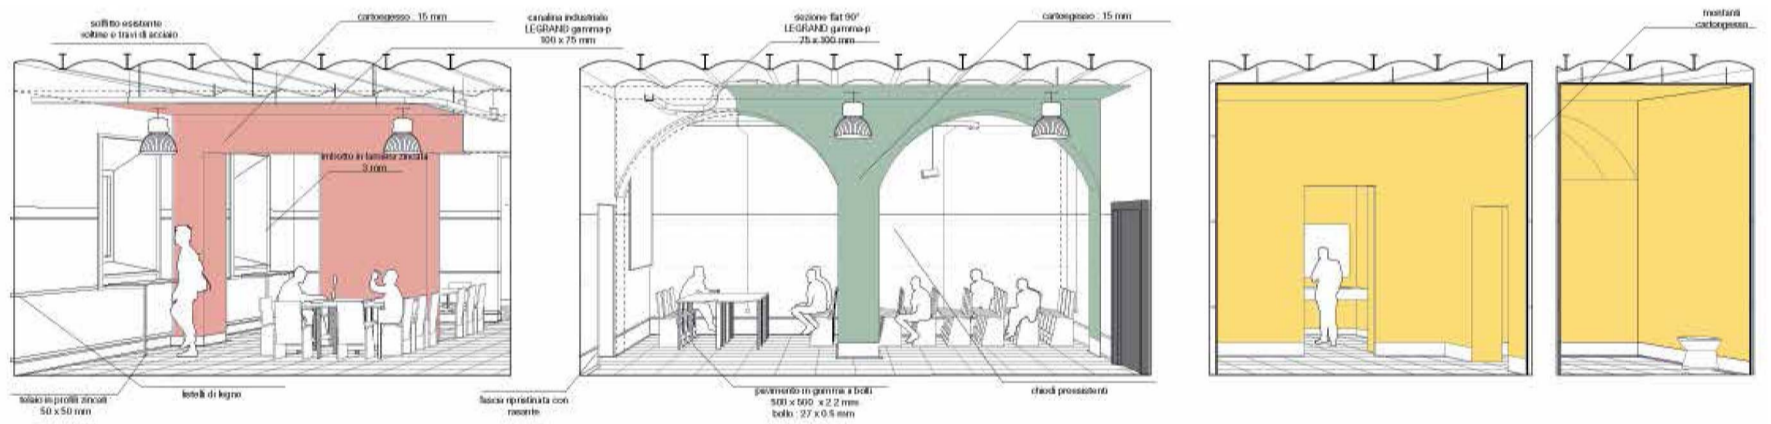 soffitto esistente
voltine e travi di acciaio
cartongesso : 15 mm
canalina industriale
LEGRAND gamma-p
100 x 75 mm
sezione flat 90°
LEGRAND gamma-p
75 x 100 mm
cartongesso : 15 mm
montanti
cartongesso
imbotto in lamiera zincata
3 mm
telaio in profili zincati
50 x 50 mm
listelli di legno
fascia ripristinata con
rasante
pavimento in gomma a bolli
500 x 500 x 2.2 mm
bollo : 27 x 0.5 mm
chiodi preesistenti